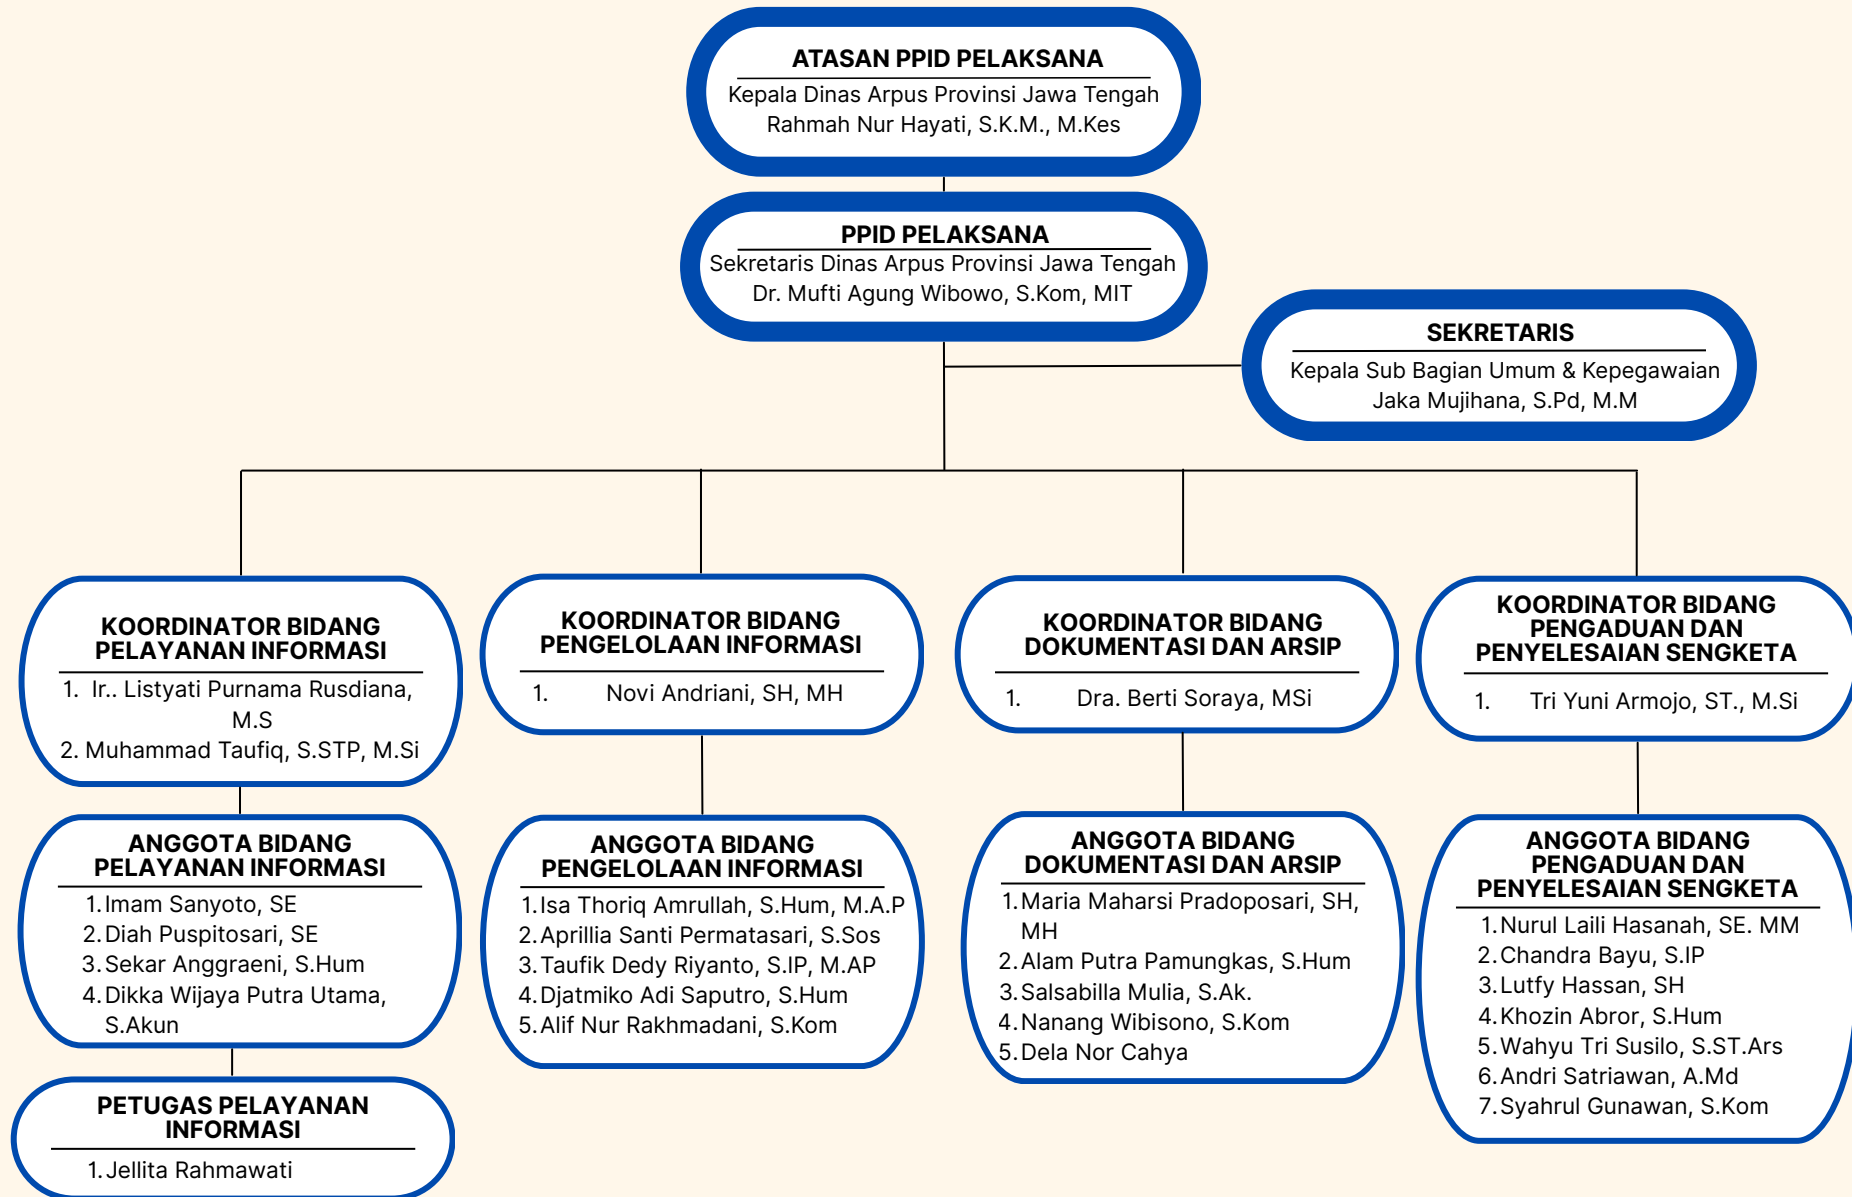 ATASAN PPID PELAKSANA
Kepala Dinas Arpus Provinsi Jawa Tengah
Rahmah Nur Hayati, S.K.M., M.Kes
PPID PELAKSANA
Sekretaris Dinas Arpus Provinsi Jawa Tengah
Dr. Mufti Agung Wibowo, S.Kom, MIT
SEKRETARIS
Kepala Sub Bagian Umum & Kepegawaian
Jaka Mujihana, S.Pd, M.M
KOORDINATOR BIDANG
PELAYANAN INFORMASI
1. Ir.. Listyati Purnama Rusdiana,
M.S
2. Muhammad Taufiq, S.STP, M.Si
KOORDINATOR BIDANG
PENGELOLAAN INFORMASI
1. Novi Andriani, SH, MH
KOORDINATOR BIDANG
DOKUMENTASI DAN ARSIP
1. Dra. Berti Soraya, MSi
KOORDINATOR BIDANG
PENGADUAN DAN
PENYELESAIAN SENGKETA
1. Tri Yuni Armojo, ST., M.Si
ANGGOTA BIDANG
PELAYANAN INFORMASI
1. Imam Sanyoto, SE
2. Diah Puspitosari, SE
3. Sekar Anggraeni, S.Hum
4. Dikka Wijaya Putra Utama,
S.Akun
ANGGOTA BIDANG
PENGELOLAAN INFORMASI
1. Isa Thoriq Amrullah, S.Hum, M.A.P
2. Aprillia Santi Permatasari, S.Sos
3. Taufik Dedy Riyanto, S.IP, M.AP
4. Djatmiko Adi Saputro, S.Hum
5. Alif Nur Rakhmadani, S.Kom
ANGGOTA BIDANG
DOKUMENTASI DAN ARSIP
1. Maria Maharsi Pradoposari, SH,
MH
2. Alam Putra Pamungkas, S.Hum
3. Salsabilla Mulia, S.Ak.
4. Nanang Wibisono, S.Kom
5. Dela Nor Cahya
ANGGOTA BIDANG
PENGADUAN DAN
PENYELESAIAN SENGKETA
1. Nurul Laili Hasanah, SE. MM
2. Chandra Bayu, S.IP
3. Lutfy Hassan, SH
4. Khozin Abror, S.Hum
5. Wahyu Tri Susilo, S.ST.Ars
6. Andri Satriawan, A.Md
7. Syahrul Gunawan, S.Kom
PETUGAS PELAYANAN
INFORMASI
1. Jellita Rahmawati